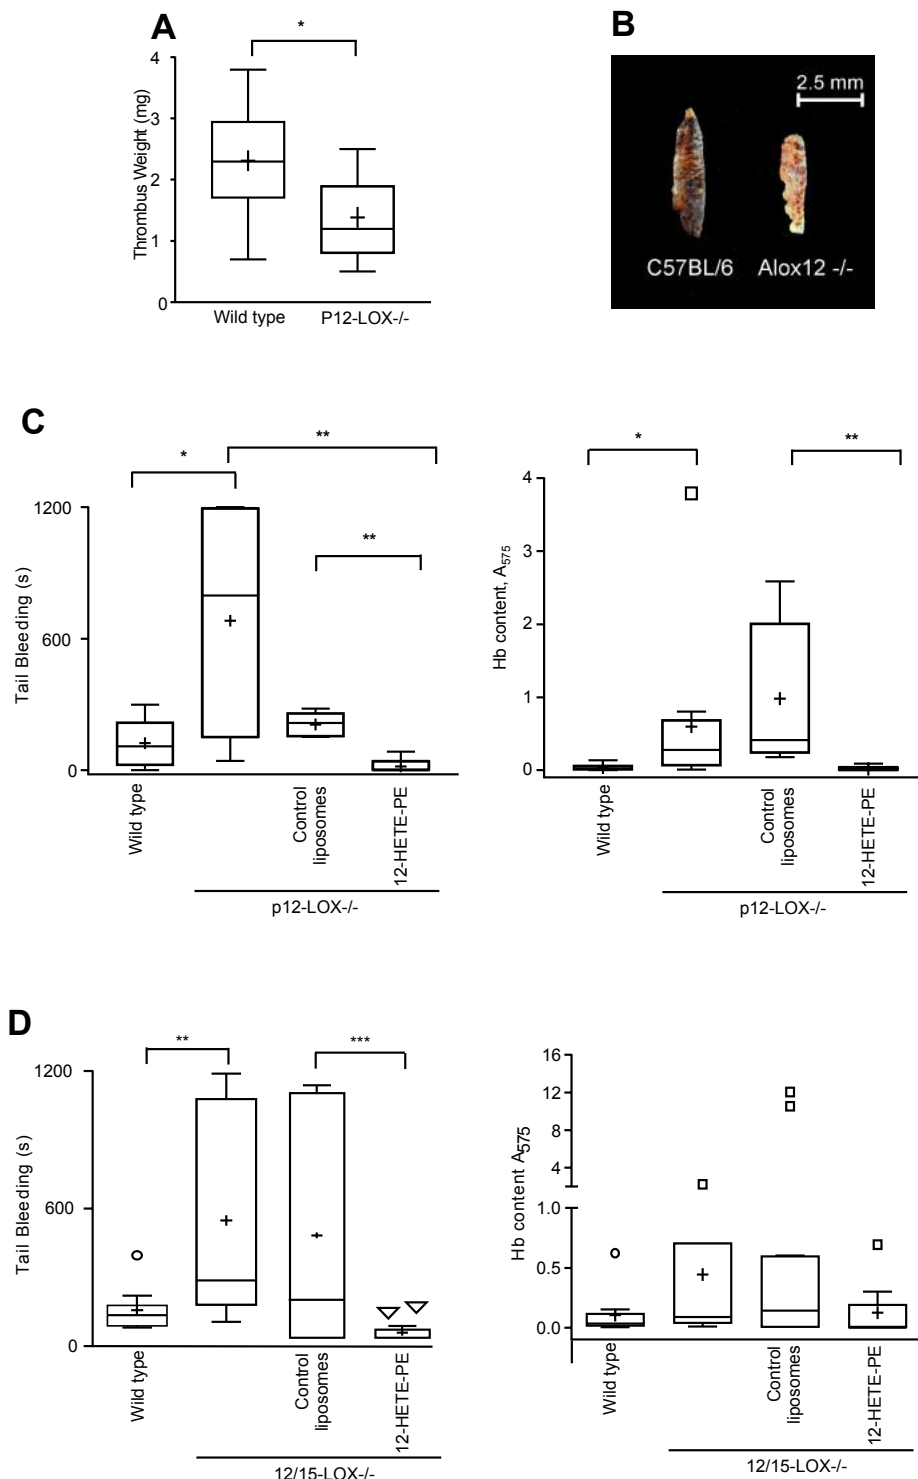 A
*
4
3
2
1
0
Thrombus Weight (mg)
Wild type
P12-LOX-/-
B
2.5 mm
C57BL/6
Alox12 -/-
C
*
**
**
1200
600
0
Tail Bleeding (s)
Wild type
Control
liposomes
12-HETE-PE
p12-LOX-/-
*
**
4
3
2
1
0
Hb content, A575
Wild type
Control
liposomes
12-HETE-PE
p12-LOX-/-
D
**
***
1200
600
0
Tail Bleeding (s)
Wild type
Control
liposomes
12-HETE-PE
12/15-LOX-/-
16
12
8
4
1.0
0.5
0.0
Hb content A575
Wild type
Control
liposomes
12-HETE-PE
12/15-LOX-/-